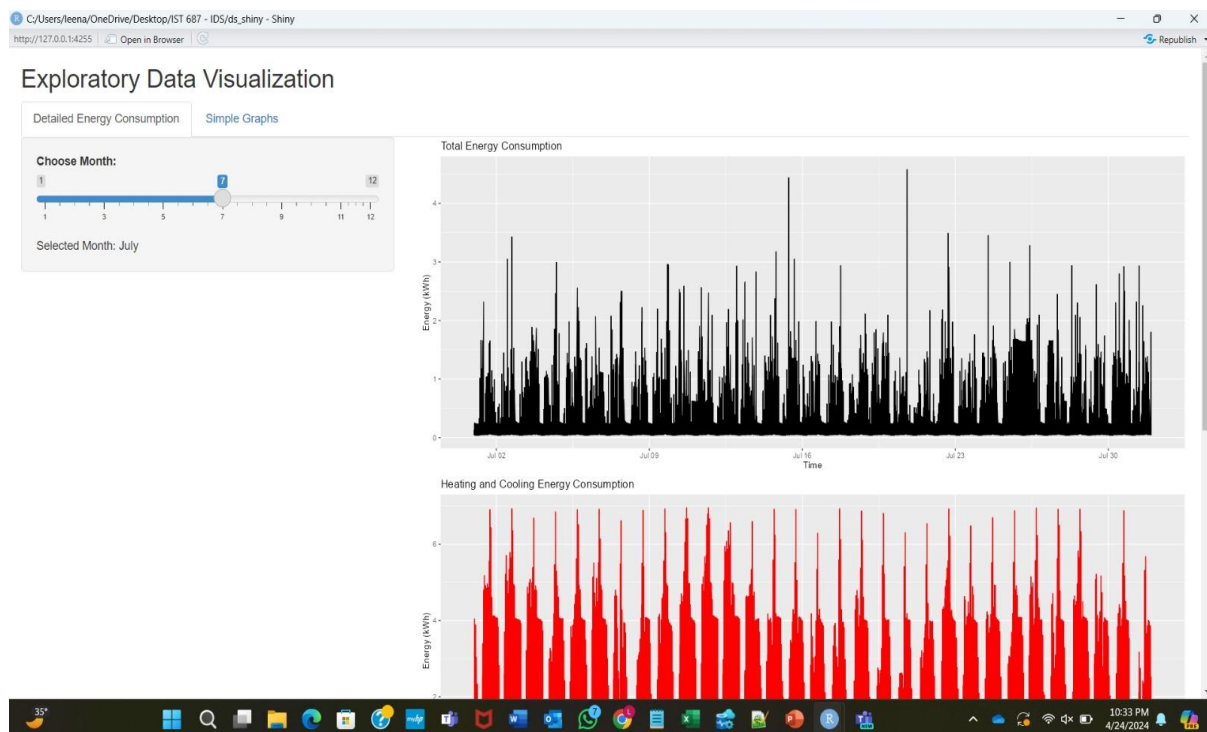 C:/Users/leena/OneDrive/Desktop/IST 687 - IDS/ds_shiny - Shiny
http://127.0.0.1:4255 Open in Browser Republish
Exploratory Data Visualization
Detailed Energy Consumption Simple Graphs
Choose Month:
1 7 12
1 3 5 7 9 11 12
Selected Month: July
Total Energy Consumption
Energy (kWh)
4
3
2
1
0
Jul 02 Jul 09 Jul 16 Jul 23 Jul 30
Time
Heating and Cooling Energy Consumption
Energy (kWh)
6
4
2
35°
10:33 PM
4/24/2024